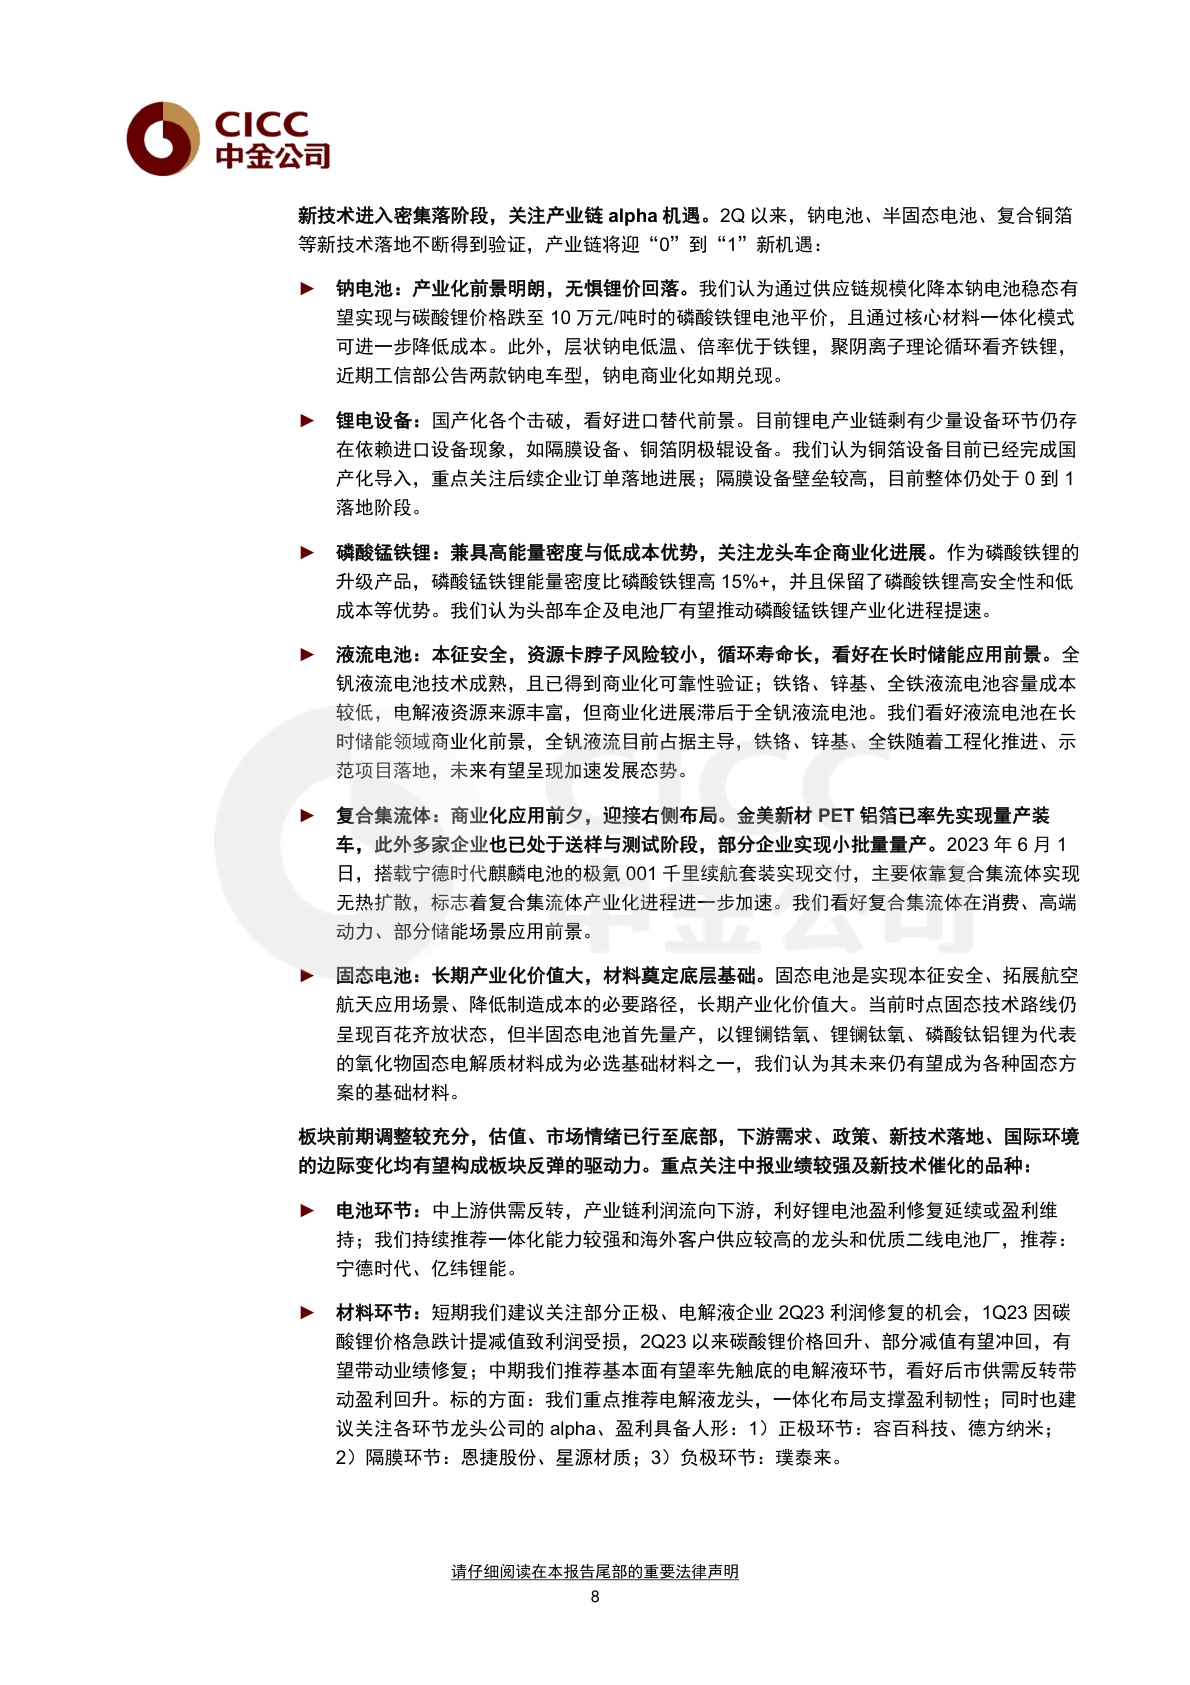 CICC
中金公司
新技术进入密集落阶段，关注产业链 alpha 机遇。2Q 以来，钠电池、半固态电池、复合铜箔
等新技术落地不断得到验证，产业链将迎“0”到“1”新机遇：
► 钠电池：产业化前景明朗，无惧锂价回落。我们认为通过供应链规模化降本钠电池稳态有
望实现与碳酸锂价格跌至 10 万元/吨时的磷酸铁锂电池平价，且通过核心材料一体化模式
可进一步降低成本。此外，层状钠电低温、倍率优于铁锂，聚阴离子理论循环看齐铁锂，
近期工信部公告两款钠电车型，钠电商业化如期兑现。
► 锂电设备：国产化各个击破，看好进口替代前景。目前锂电产业链剩有少量设备环节仍存
在依赖进口设备现象，如隔膜设备、铜箔阴极辊设备。我们认为铜箔设备目前已经完成国
产化导入，重点关注后续企业订单落地进展；隔膜设备壁垒较高，目前整体仍处于 0 到 1
落地阶段。
► 磷酸锰铁锂：兼具高能量密度与低成本优势，关注龙头车企商业化进展。作为磷酸铁锂的
升级产品，磷酸锰铁锂能量密度比磷酸铁锂高 15%+，并且保留了磷酸铁锂高安全性和低
成本等优势。我们认为头部车企及电池厂有望推动磷酸锰铁锂产业化进程提速。
► 液流电池：本征安全，资源卡脖子风险较小，循环寿命长，看好在长时储能应用前景。全
钒液流电池技术成熟，且已得到商业化可靠性验证；铁铬、锌基、全铁液流电池容量成本
较低，电解液资源来源丰富，但商业化进展滞后于全钒液流电池。我们看好液流电池在长
时储能领域商业化前景，全钒液流目前占据主导，铁铬、锌基、全铁随着工程化推进、示
范项目落地，未来有望呈现加速发展态势。
► 复合集流体：商业化应用前夕，迎接右侧布局。金美新材 PET 铝箔已率先实现量产装
车，此外多家企业也已处于送样与测试阶段，部分企业实现小批量量产。2023 年 6 月 1
日，搭载宁德时代麒麟电池的极氪 001 千里续航套装实现交付，主要依靠复合集流体实现
无热扩散，标志着复合集流体产业化进程进一步加速。我们看好复合集流体在消费、高端
动力、部分储能场景应用前景。
► 固态电池：长期产业化价值大，材料奠定底层基础。固态电池是实现本征安全、拓展航空
航天应用场景、降低制造成本的必要路径，长期产业化价值大。当前时点固态技术路线仍
呈现百花齐放状态，但半固态电池首先量产，以锂镧锆氧、锂镧钛氧、磷酸钛铝锂为代表
的氧化物固态电解质材料成为必选基础材料之一，我们认为其未来仍有望成为各种固态方
案的基础材料。
板块前期调整较充分，估值、市场情绪已行至底部，下游需求、政策、新技术落地、国际环境
的边际变化均有望构成板块反弹的驱动力。重点关注中报业绩较强及新技术催化的品种：
► 电池环节：中上游供需反转，产业链利润流向下游，利好锂电池盈利修复延续或盈利维
持；我们持续推荐一体化能力较强和海外客户供应较高的龙头和优质二线电池厂，推荐：
宁德时代、亿纬锂能。
► 材料环节：短期我们建议关注部分正极、电解液企业 2Q23 利润修复的机会，1Q23 因碳
酸锂价格急跌计提减值致利润受损，2Q23 以来碳酸锂价格回升、部分减值有望冲回，有
望带动业绩修复；中期我们推荐基本面有望率先触底的电解液环节，看好后市供需反转带
动盈利回升。标的方面：我们重点推荐电解液龙头，一体化布局支撑盈利韧性；同时也建
议关注各环节龙头公司的 alpha、盈利具备人形：1）正极环节：容百科技、德方纳米；
2）隔膜环节：恩捷股份、星源材质；3）负极环节：璞泰来。
请仔细阅读在本报告尾部的重要法律声明
8